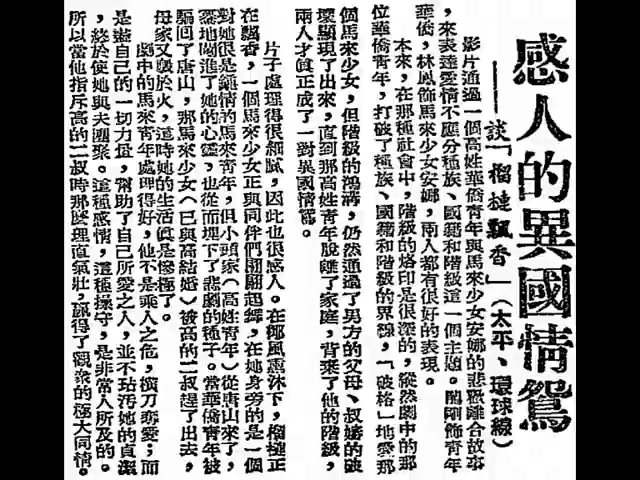 感人的異國情鴛
——談「榴槤飄香」（太平、環球線）
影片通過一個高姓華僑青年與馬來少女安娜的悲歡離合故事
，來表達愛情不應分種族、國籍和階級這一個主題。關剛飾青年
華僑，林鳳飾馬來少女安娜，兩人都有很好的表現。
本來，在那種社會中，階級的烙印是很深的，縱然劇中的那
位華僑青年，打破了種族、國籍和階級的界線，「破格」地愛那
個馬來少女，但階級的鴻溝，仍然通過了男方的父母、叔嬸的破
壞顯現了出來，直到那高姓青年脫離了家庭，背棄了他的階級，
兩人才真正成了一對異國情鴛。
片子處理得很細膩，因此也很感人。在椰風薰沐下，榴槤正
在飄香，一個馬來少女正與同伴們翩翩起舞，在她身旁的是一個
對她很是鍾情的馬來青年，但小頭家（高姓青年）從唐山來了，
驀地闖進了她的心靈，也從而埋下了悲劇的種子。當華僑青年被
騙回了唐山，那馬來少女（已與高結婚）被高的二叔趕了出去，
母家又毀於火，這時她的生活真是慘極了。
劇中的馬來青年處理得好，他不是乘人之危，橫刀奪愛；而
是盡自己的一切力量，幫助了自己所愛之人，並不玷汚她的貞潔
，終於使她與夫團聚。這種感情，這種操守，是非常人所及的。
所以當他指斥高的二叔時那麼理直氣壯，贏得了觀衆的極大同情。